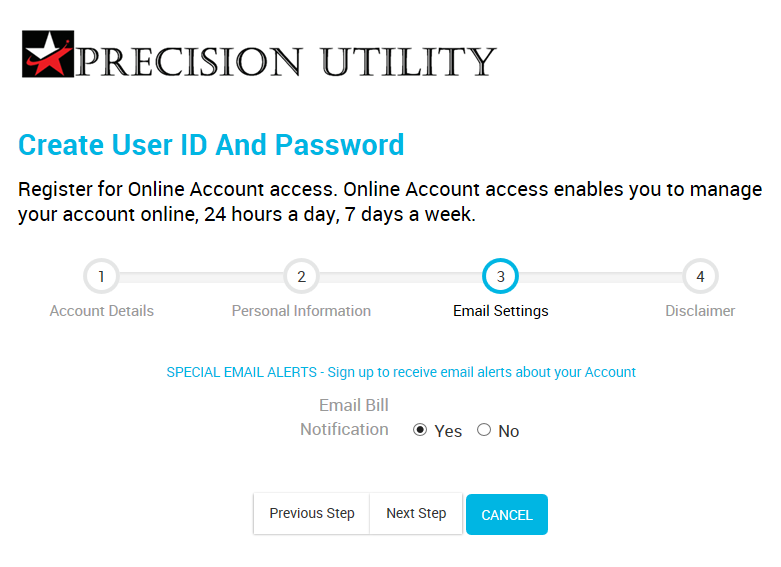 PRECISION UTILITY
Create User ID And Password
Register for Online Account access. Online Account access enables you to manage
your account online, 24 hours a day, 7 days a week.
1 2 3 4
Account Details Personal Information Email Settings Disclaimer
SPECIAL EMAIL ALERTS - Sign up to receive email alerts about your Account
Email Bill
Notification Yes No
Previous Step Next Step CANCEL